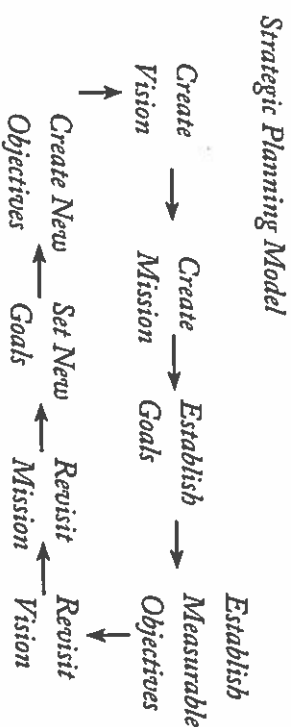 Strategic Planning Model
Create
Vision
Create
Mission
Establish
Goals
Establish
Measurable
Objectives
Revisit
Vision
Revisit
Mission
Set New
Goals
Create New
Objectives